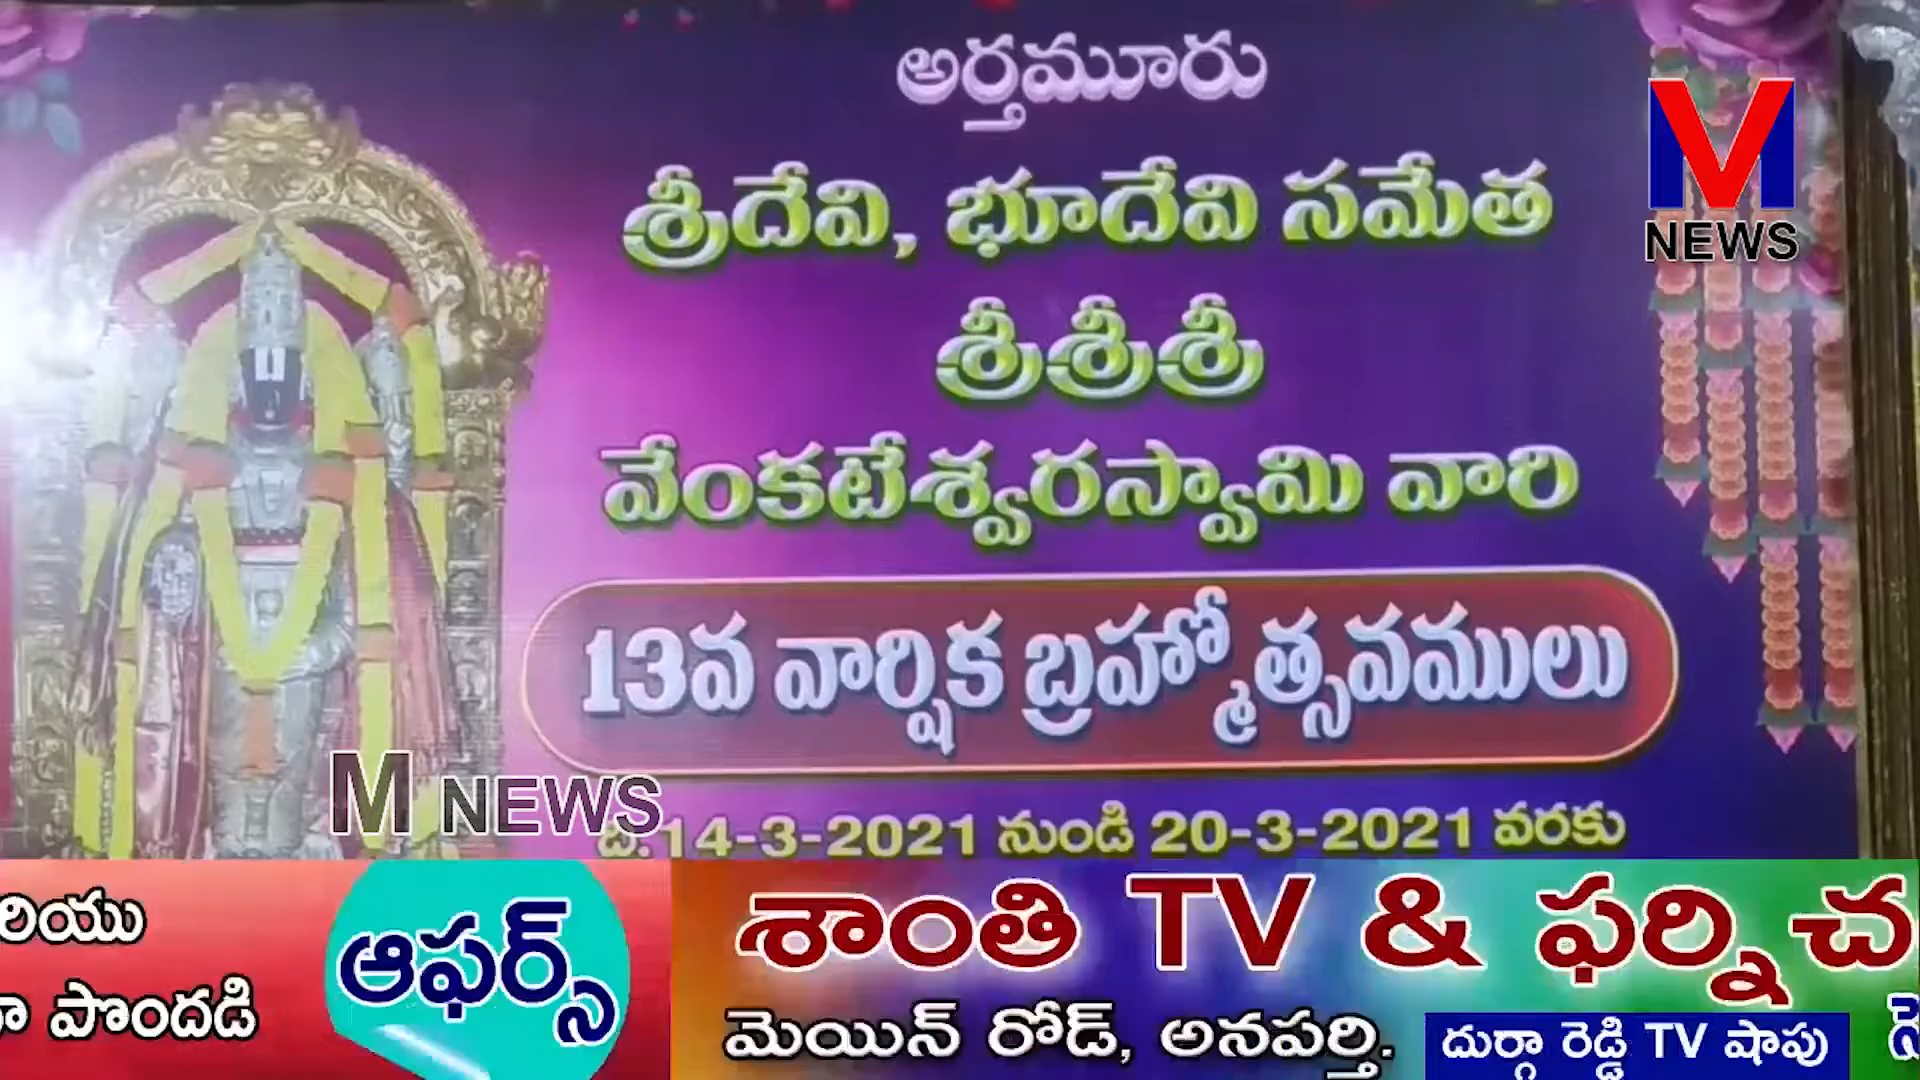 అర్తమూరు
M
NEWS
శ్రీదేవి, భూదేవి సమేత
శ్రీశ్రీశ్రీ
వేంకటేశ్వరస్వామి వారి
13వ వార్షిక బ్రహ్మోత్సవములు
M NEWS
ది.14-3-2021 నుండి 20-3-2021 వరకు
ఆఫర్స్
పొందడి
శాంతి TV &
మెయిన్ రోడ్, అనపర్తి.
దుర్గా రెడ్డి TV షాపు